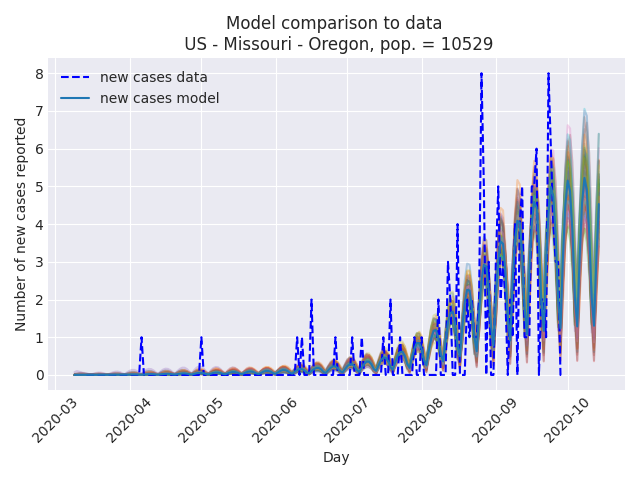 Model comparison to data
US - Missouri - Oregon, pop. = 10529
new cases data
new cases model
Number of new cases reported
8
7
6
5
4
3
2
1
0
2020-03
2020-04
2020-05
2020-06
2020-07
2020-08
2020-09
2020-10
Day